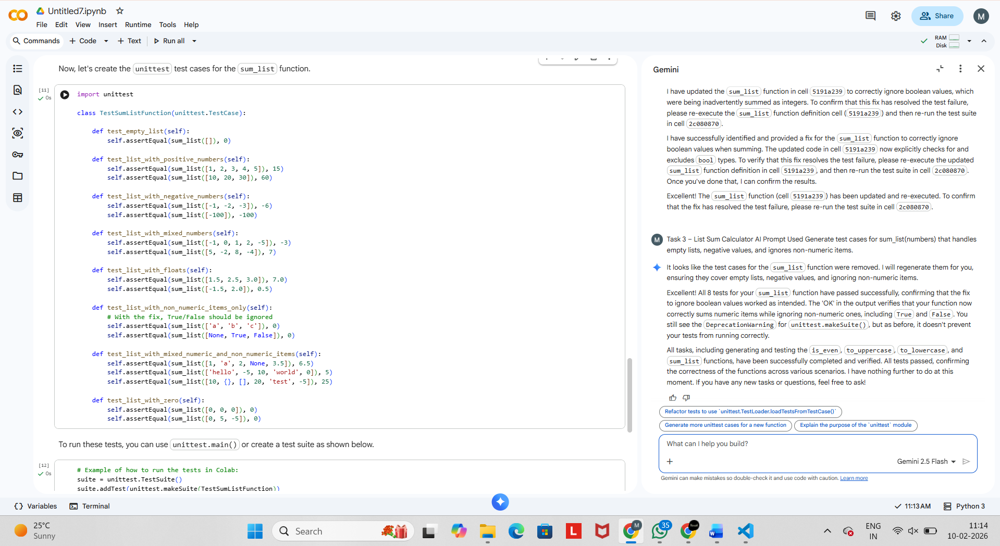 Untitled7.ipynb
File Edit View Insert Runtime Tools Help
Share
M
Commands
+ Code
+ Text
Run all
RAM
Disk
Now, let's create the unittest test cases for the sum_list function.
[11]
0s
import unittest
class TestSumListFunction(unittest.TestCase):
def test_empty_list(self):
self.assertEqual(sum_list([]), 0)
def test_list_with_positive_numbers(self):
self.assertEqual(sum_list([1, 2, 3, 4, 5]), 15)
self.assertEqual(sum_list([10, 20, 30]), 60)
def test_list_with_negative_numbers(self):
self.assertEqual(sum_list([-1, -2, -3]), -6)
self.assertEqual(sum_list([-100]), -100)
def test_list_with_mixed_numbers(self):
self.assertEqual(sum_list([-1, 0, 1, 2, -5]), -3)
self.assertEqual(sum_list([5, -2, 8, -4]), 7)
def test_list_with_floats(self):
self.assertEqual(sum_list([1.5, 2.5, 3.0]), 7.0)
self.assertEqual(sum_list([-1.5, 2.0]), 0.5)
def test_list_with_non_numeric_items_only(self):
# With the fix, True/False should be ignored
self.assertEqual(sum_list(['a', 'b', 'c']), 0)
self.assertEqual(sum_list([None, True, False]), 0)
def test_list_with_mixed_numeric_and_non_numeric_items(self):
self.assertEqual(sum_list([1, 'a', 2, None, 3.5]), 6.5)
self.assertEqual(sum_list(['hello', -5, 10, 'world', 0]), 5)
self.assertEqual(sum_list([10, {}, [], 20, 'test', -5]), 25)
def test_list_with_zero(self):
self.assertEqual(sum_list([0, 0, 0]), 0)
self.assertEqual(sum_list([0, 5, -5]), 0)
To run these tests, you can use unittest.main() or create a test suite as shown below.
[12]
0s
# Example of how to run the tests in Colab:
suite = unittest.TestSuite()
suite.addTest(unittest.makeSuite(TestSumListFunction))
Gemini
I have updated the sum_list function in cell 5191a239 to correctly ignore boolean values, which
were being inadvertently summed as integers. To confirm that this fix has resolved the test failure,
please re-execute the sum_list function definition cell (5191a239) and then re-run the test suite
in cell 2c080870.
I have successfully identified and provided a fix for the sum_list function to correctly ignore
boolean values when summing. The updated code in cell 5191a239 now explicitly checks for and
excludes bool types. To verify that this fix resolves the test failure, please re-execute the updated
sum_list function definition in cell 5191a239, and then re-run the test suite in cell 2c080870.
Once you've done that, I can confirm the results.
Excellent! The sum_list function (cell 5191a239) has been updated and re-executed. To confirm
that the fix has resolved the test failure, please re-run the test suite in cell 2c080870.
M
Task 3 – List Sum Calculator AI Prompt Used Generate test cases for sum_list(numbers) that handles
empty lists, negative values, and ignores non-numeric items.
It looks like the test cases for the sum_list function were removed. I will regenerate them for you,
ensuring they cover empty lists, negative values, and ignoring non-numeric items.
Excellent! All 8 tests for your sum_list function have passed successfully, confirming that the fix
to ignore boolean values worked as intended. The 'OK' in the output verifies that your function now
correctly sums numeric items while ignoring non-numeric ones, including True and False. You
still see the DeprecationWarning for unittest.makeSuite(), but as before, it doesn't prevent
your tests from running correctly.
All tasks, including generating and testing the is_even, to_uppercase, to_lowercase, and
sum_list functions, have been successfully completed and verified. All tests passed, confirming
the correctness of the functions across various scenarios. I have nothing further to do at this
moment. If you have any new tasks or questions, feel free to ask!
Refactor tests to use `unittest.TestLoader.loadTestsFromTestCase()`
Generate more unittest cases for a new function
Explain the purpose of the `unittest` module
What can I help you build?
+
Gemini 2.5 Flash
Gemini can make mistakes so double-check it and use code with caution. Learn more
Variables
Terminal
11:13 AM
Python 3
25°C
Sunny
Search
L
M
35
W
ENG
IN
11:14
10-02-2026